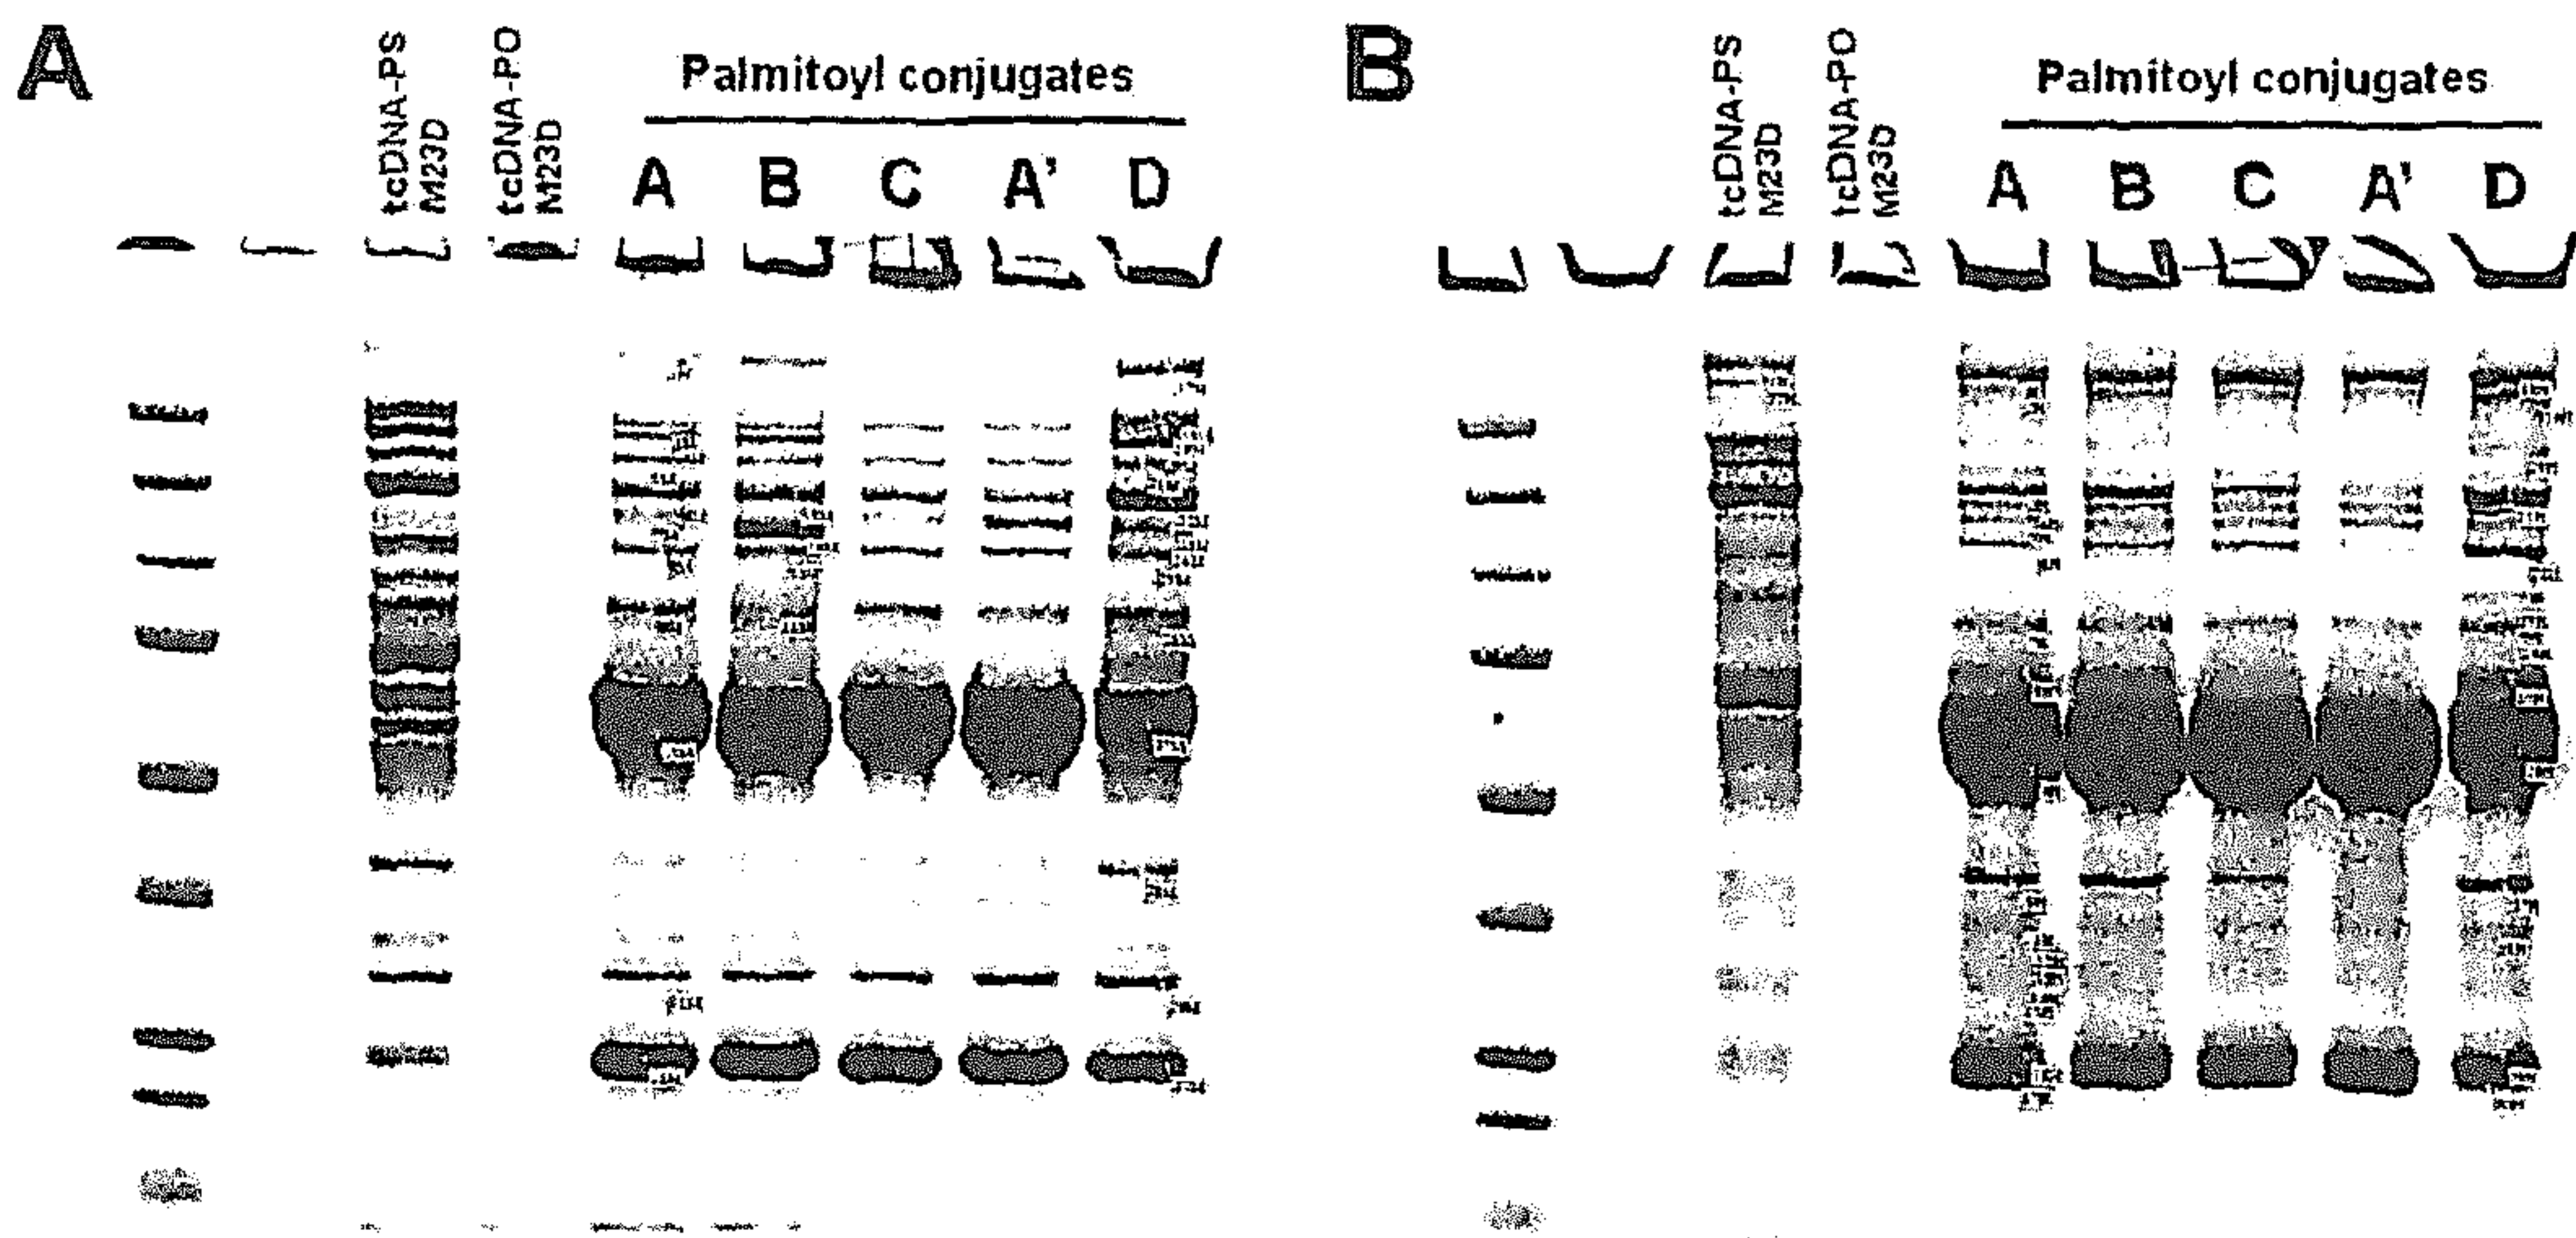 A
tcDNA-PS
M23D
tcDNA-PO
M23D
Palmitoyl conjugates
A B C A' D
B
tcDNA-PS
M23D
tcDNA-PO
M23D
Palmitoyl conjugates
A B C A' D